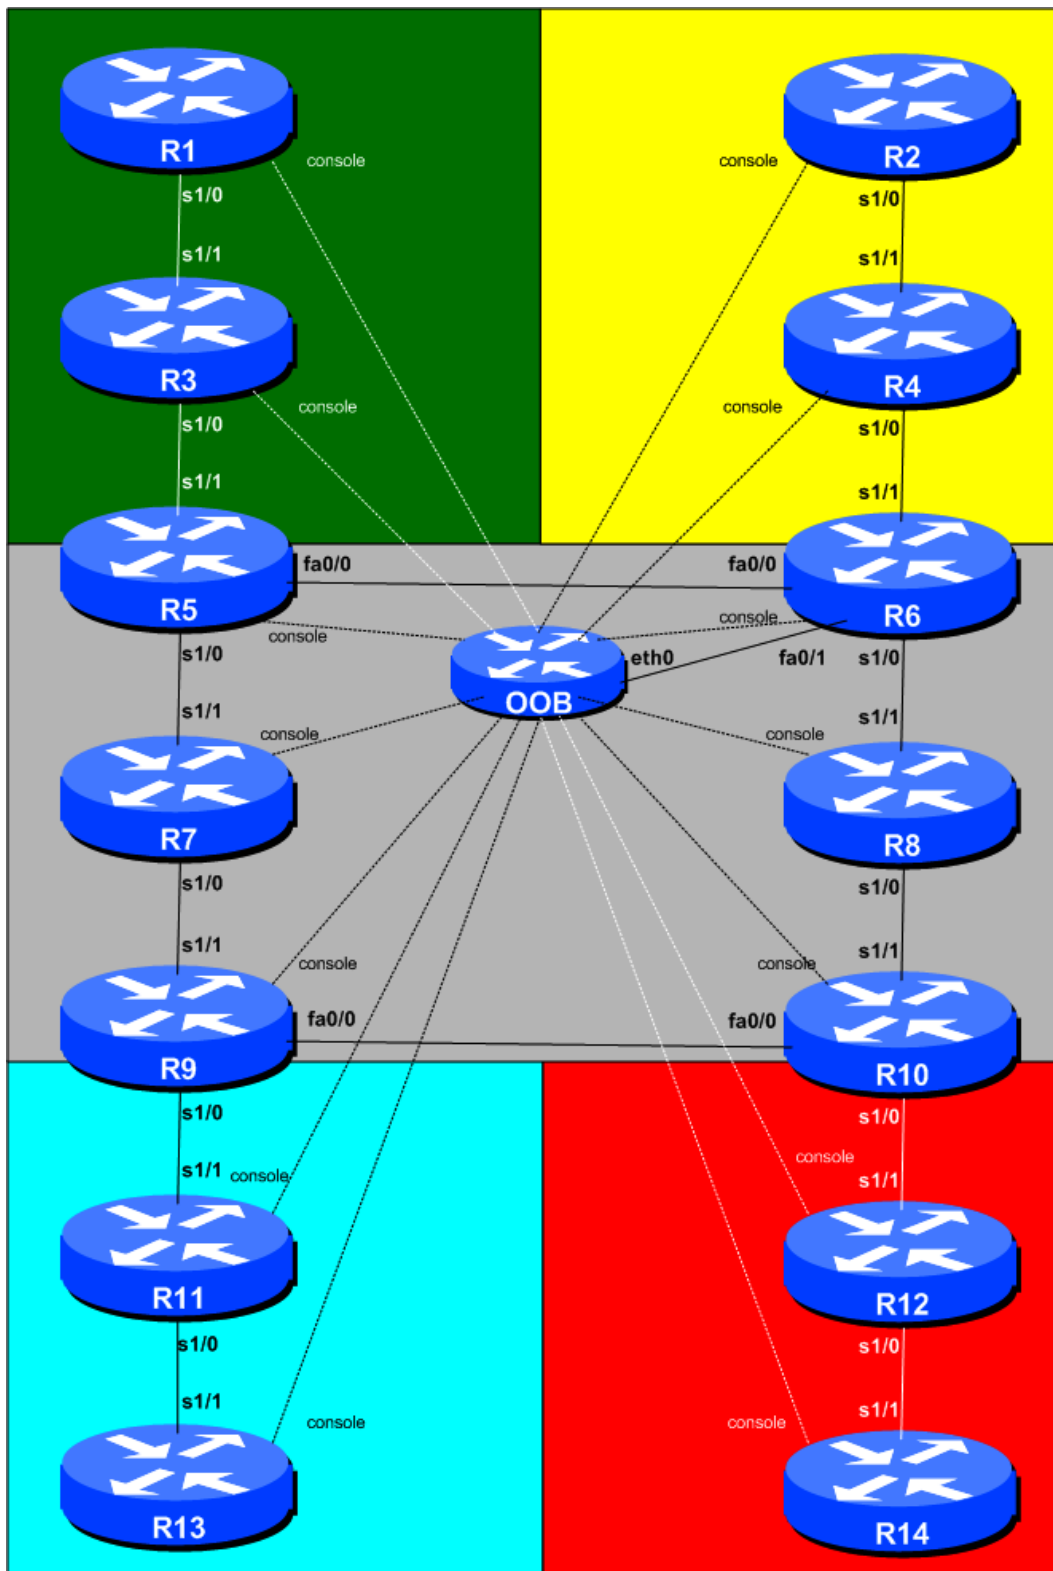 R1
R2
console
console
s1/0
s1/0
s1/1
s1/1
R3
R4
console
console
s1/0
s1/0
s1/1
s1/1
fa0/0
fa0/0
R5
R6
console
console
s1/0
eth0
fa0/1
s1/0
OOB
s1/1
s1/1
console
console
R7
R8
s1/0
s1/0
s1/1
s1/1
console
console
fa0/0
fa0/0
R9
R10
s1/0
s1/0
console
s1/1
console
s1/1
R11
R12
s1/0
s1/0
s1/1
s1/1
console
console
R13
R14